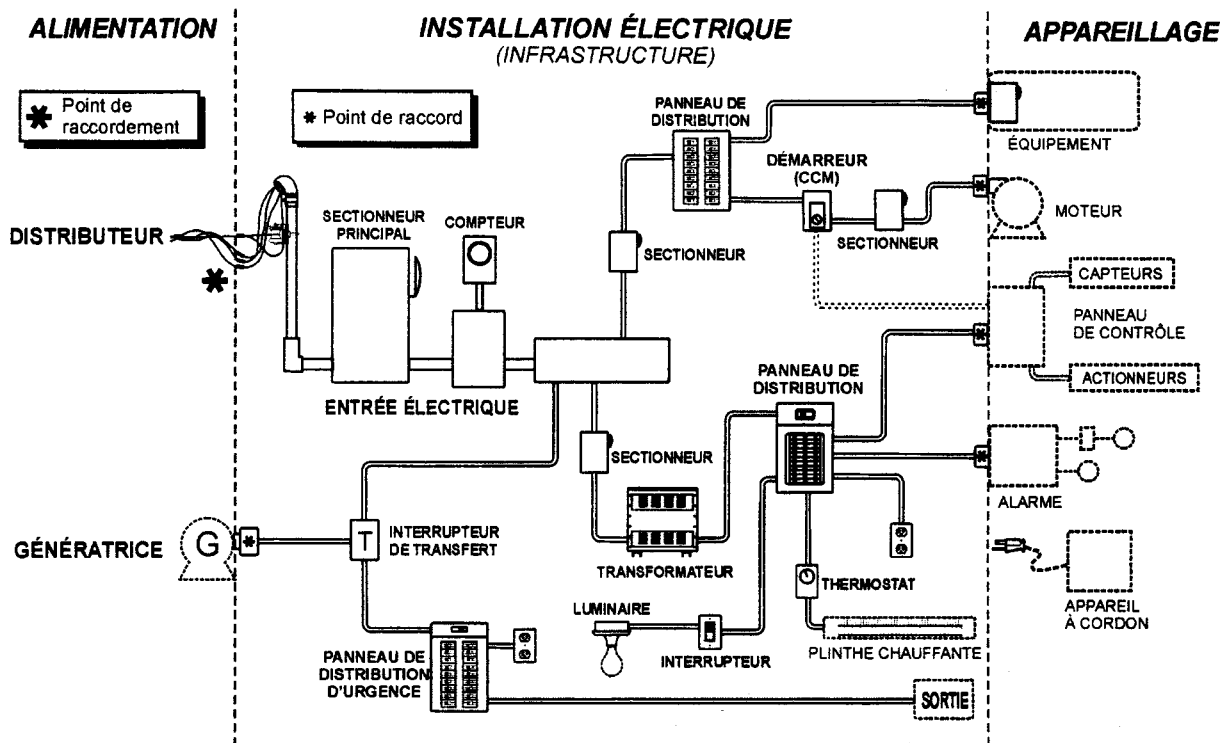 ALIMENTATION
INSTALLATION ÉLECTRIQUE
(INFRASTRUCTURE)
APPAREILLAGE
* Point de
raccordement
* Point de raccord
DISTRIBUTEUR
*
SECTIONNEUR
PRINCIPAL
COMPTEUR
ENTRÉE ÉLECTRIQUE
SECTIONNEUR
PANNEAU DE
DISTRIBUTION
DÉMARREUR
(CCM)
SECTIONNEUR
*
ÉQUIPEMENT
*
MOTEUR
CAPTEURS
*
PANNEAU
DE CONTRÔLE
ACTIONNEURS
PANNEAU DE
DISTRIBUTION
SECTIONNEUR
TRANSFORMATEUR
*
ALARME
GÉNÉRATRICE
G
*
T
INTERRUPTEUR
DE TRANSFERT
THERMOSTAT
LUMINAIRE
INTERRUPTEUR
PLINTHE CHAUFFANTE
APPAREIL
À CORDON
PANNEAU DE
DISTRIBUTION
D'URGENCE
SORTIE